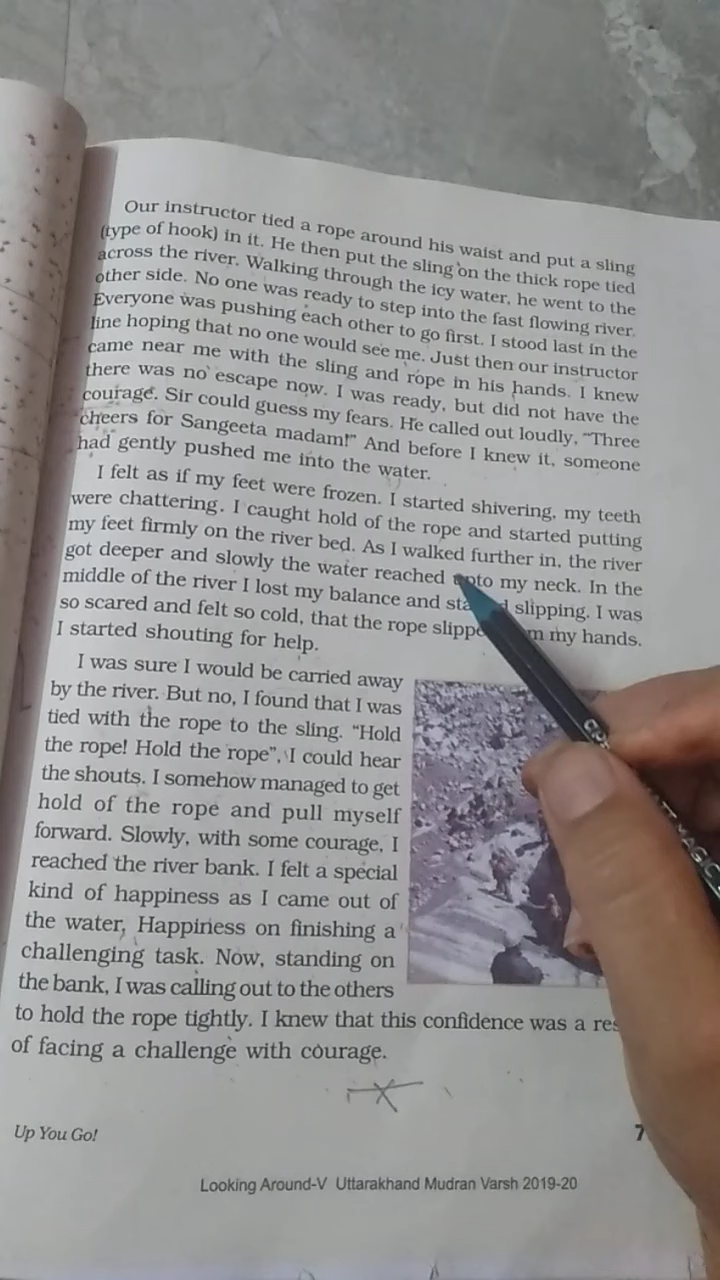 Our instructor tied a rope around his waist and put a sling
(type of hook) in it. He then put the sling on the thick rope tied
across the river. Walking through the icy water, he went to the
other side. No one was ready to step into the fast flowing river.
Everyone was pushing each other to go first. I stood last in the
line hoping that no one would see me. Just then our instructor
came near me with the sling and rope in his hands. I knew
there was no escape now. I was ready, but did not have the
courage. Sir could guess my fears. He called out loudly, “Three
cheers for Sangeeta madam!” And before I knew it, someone
had gently pushed me into the water.
I felt as if my feet were frozen. I started shivering, my teeth
were chattering. I caught hold of the rope and started putting
my feet firmly on the river bed. As I walked further in, the river
got deeper and slowly the water reached upto my neck. In the
middle of the river I lost my balance and slipping. I was
so scared and felt so cold, that the rope my hands.
I started shouting for help.
I was sure I would be carried away
by the river. But no, I found that I was
tied with the rope to the sling. “Hold
the rope! Hold the rope”, I could hear
the shouts. I somehow managed to get
hold of the rope and pull myself
forward. Slowly, with some courage, I
reached the river bank. I felt a special
kind of happiness as I came out of
the water, Happiness on finishing a
challenging task. Now, standing on
the bank, I was calling out to the others
to hold the rope tightly. I knew that this confidence was a
of facing a challenge with courage.
Up You Go!
Looking Around-V Uttarakhand Mudran Varsh 2019-20